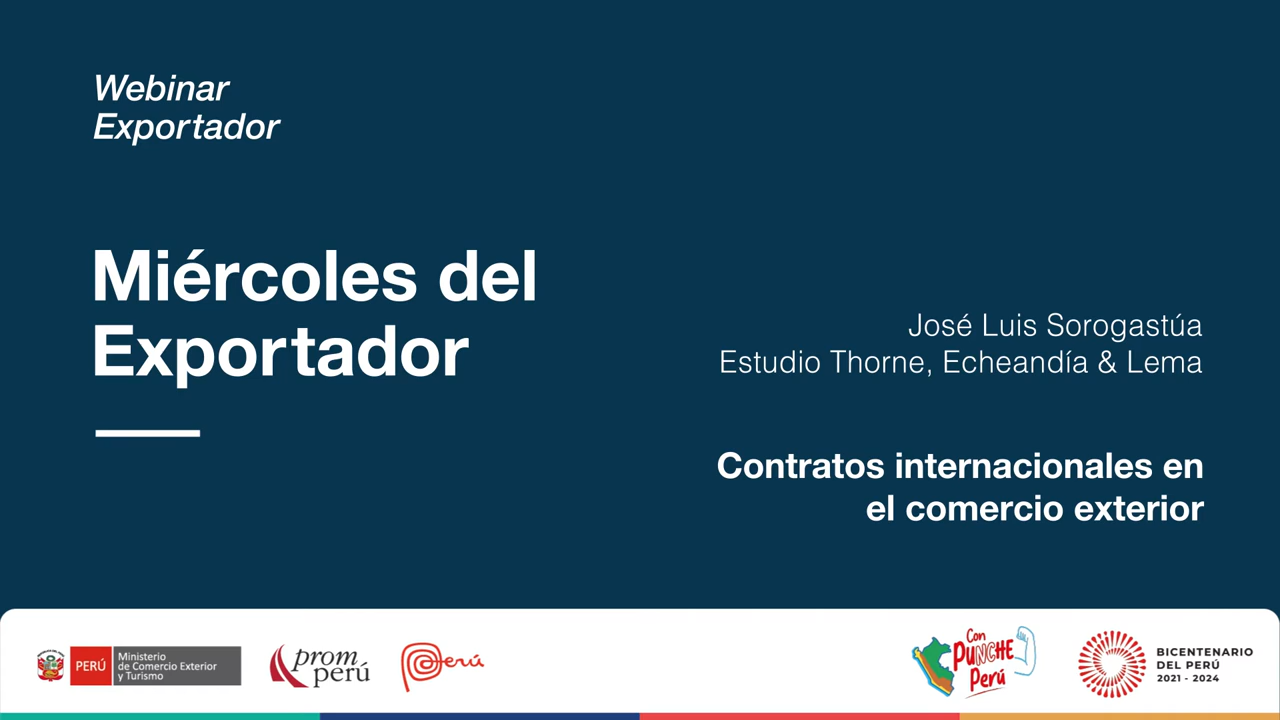 Webinar
Exportador
Miércoles del
Exportador
José Luis Sorogastúa
Estudio Thorne, Echeandía & Lema
Contratos internacionales en
el comercio exterior
PERÚ
Ministerio
de Comercio Exterior
y Turismo
prom
perú
Perú
Con
PUNCHE
Perú
BICENTENARIO
DEL PERÚ
2021 - 2024